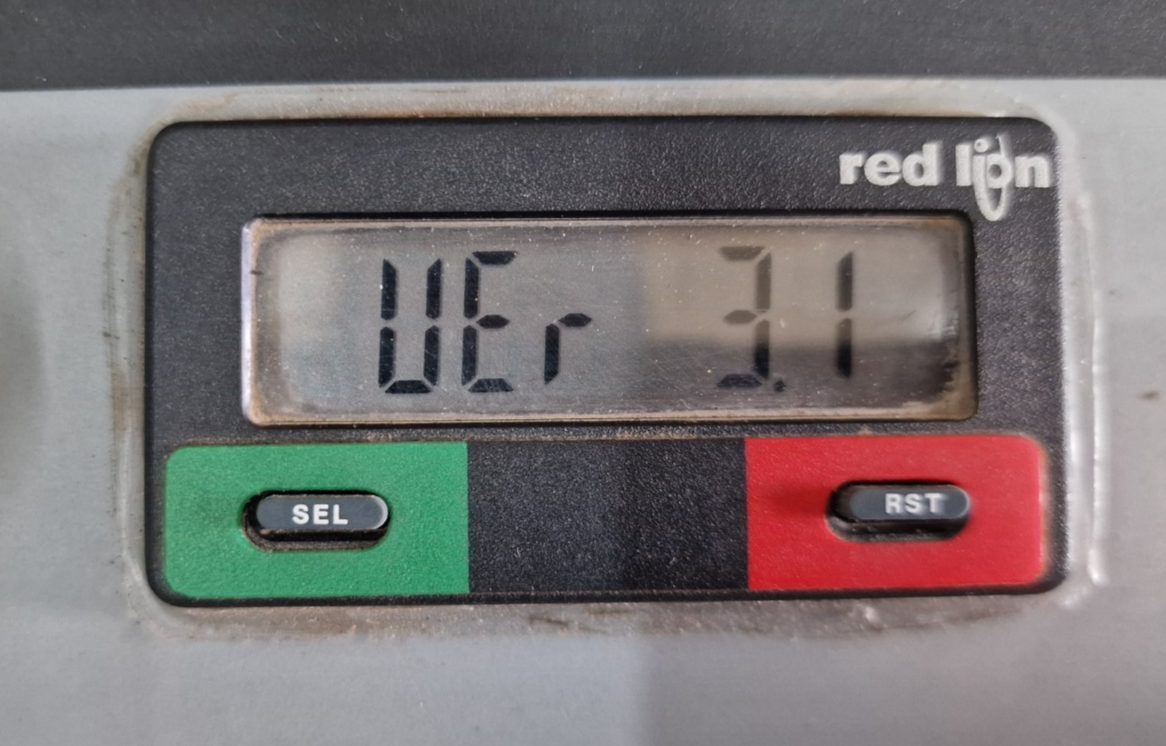 red lion
VEr 3.1
SEL RST